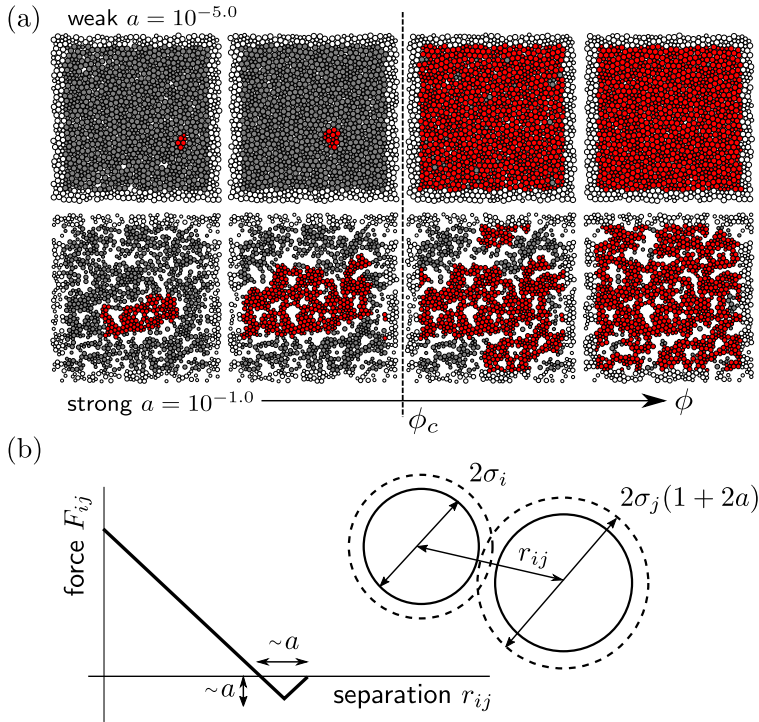 (a)
weak a = 10^{-5.0}
strong a = 10^{-1.0}
ϕ
ϕ_c
(b)
2σ_i
2σ_j(1 + 2a)
force F_{ij}
r_{ij}
~a
~a
separation r_{ij}